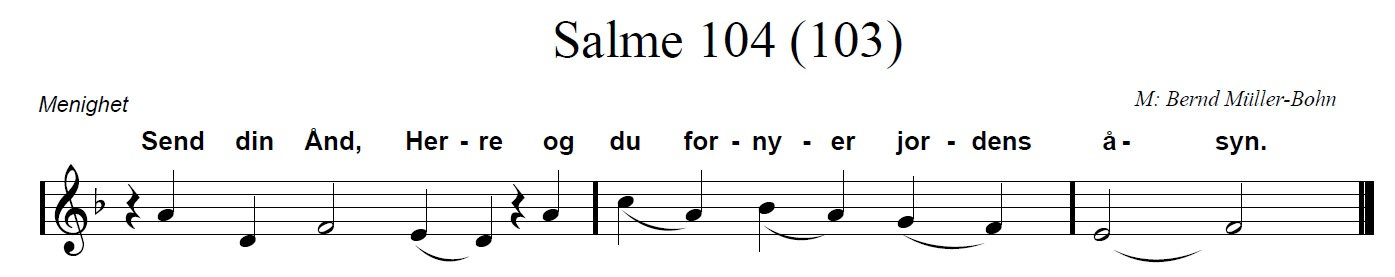 Salme 104 (103)
Menighet
M: Bernd Müller-Bohn
Send din Ånd, Her - re og du for - ny - er jor - dens å - syn.